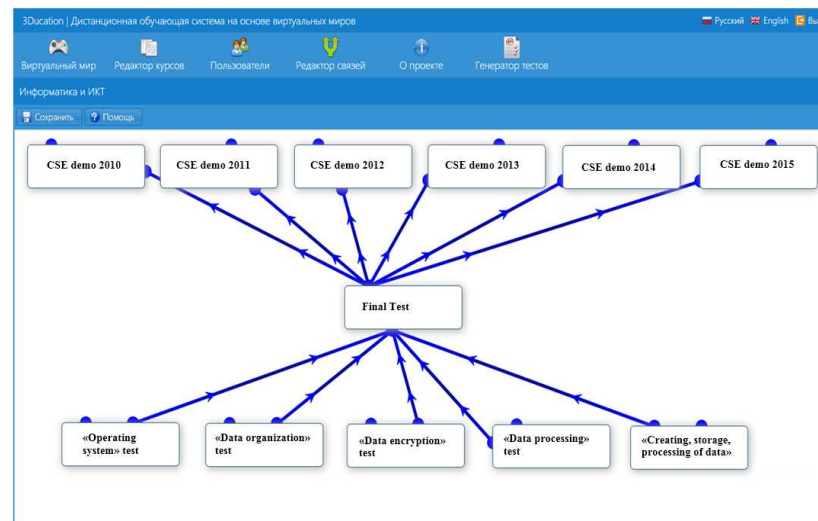 3Ducation | Дистанционная обучающая система на основе виртуальных миров
Русский English
Виртуальный мир Редактор курсов Пользователи Редактор связей О проекте Генератор тестов
Информатика и ИКТ
Сохранить Помощь
CSE demo 2010 CSE demo 2011 CSE demo 2012 CSE demo 2013 CSE demo 2014 CSE demo 2015
Final Test
«Operating
system» test
«Data organization»
test
«Data encryption»
test
«Data processing»
test
«Creating, storage,
processing of data»